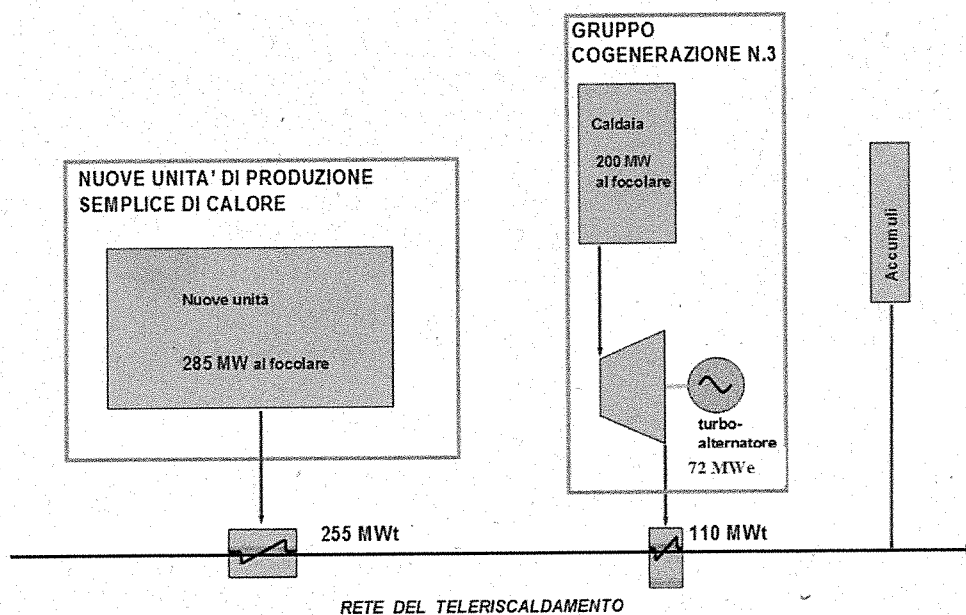 GRUPPO
COGENERAZIONE N.3
Caldaia
200 MW
al focolare
NUOVE UNITA' DI PRODUZIONE
SEMPLICE DI CALORE
Nuove unità
285 MW al focolare
Accumuli
turbo-
alternatore
72 MWe
255 MWt
110 MWt
RETE DEL TELERISCALDAMENTO